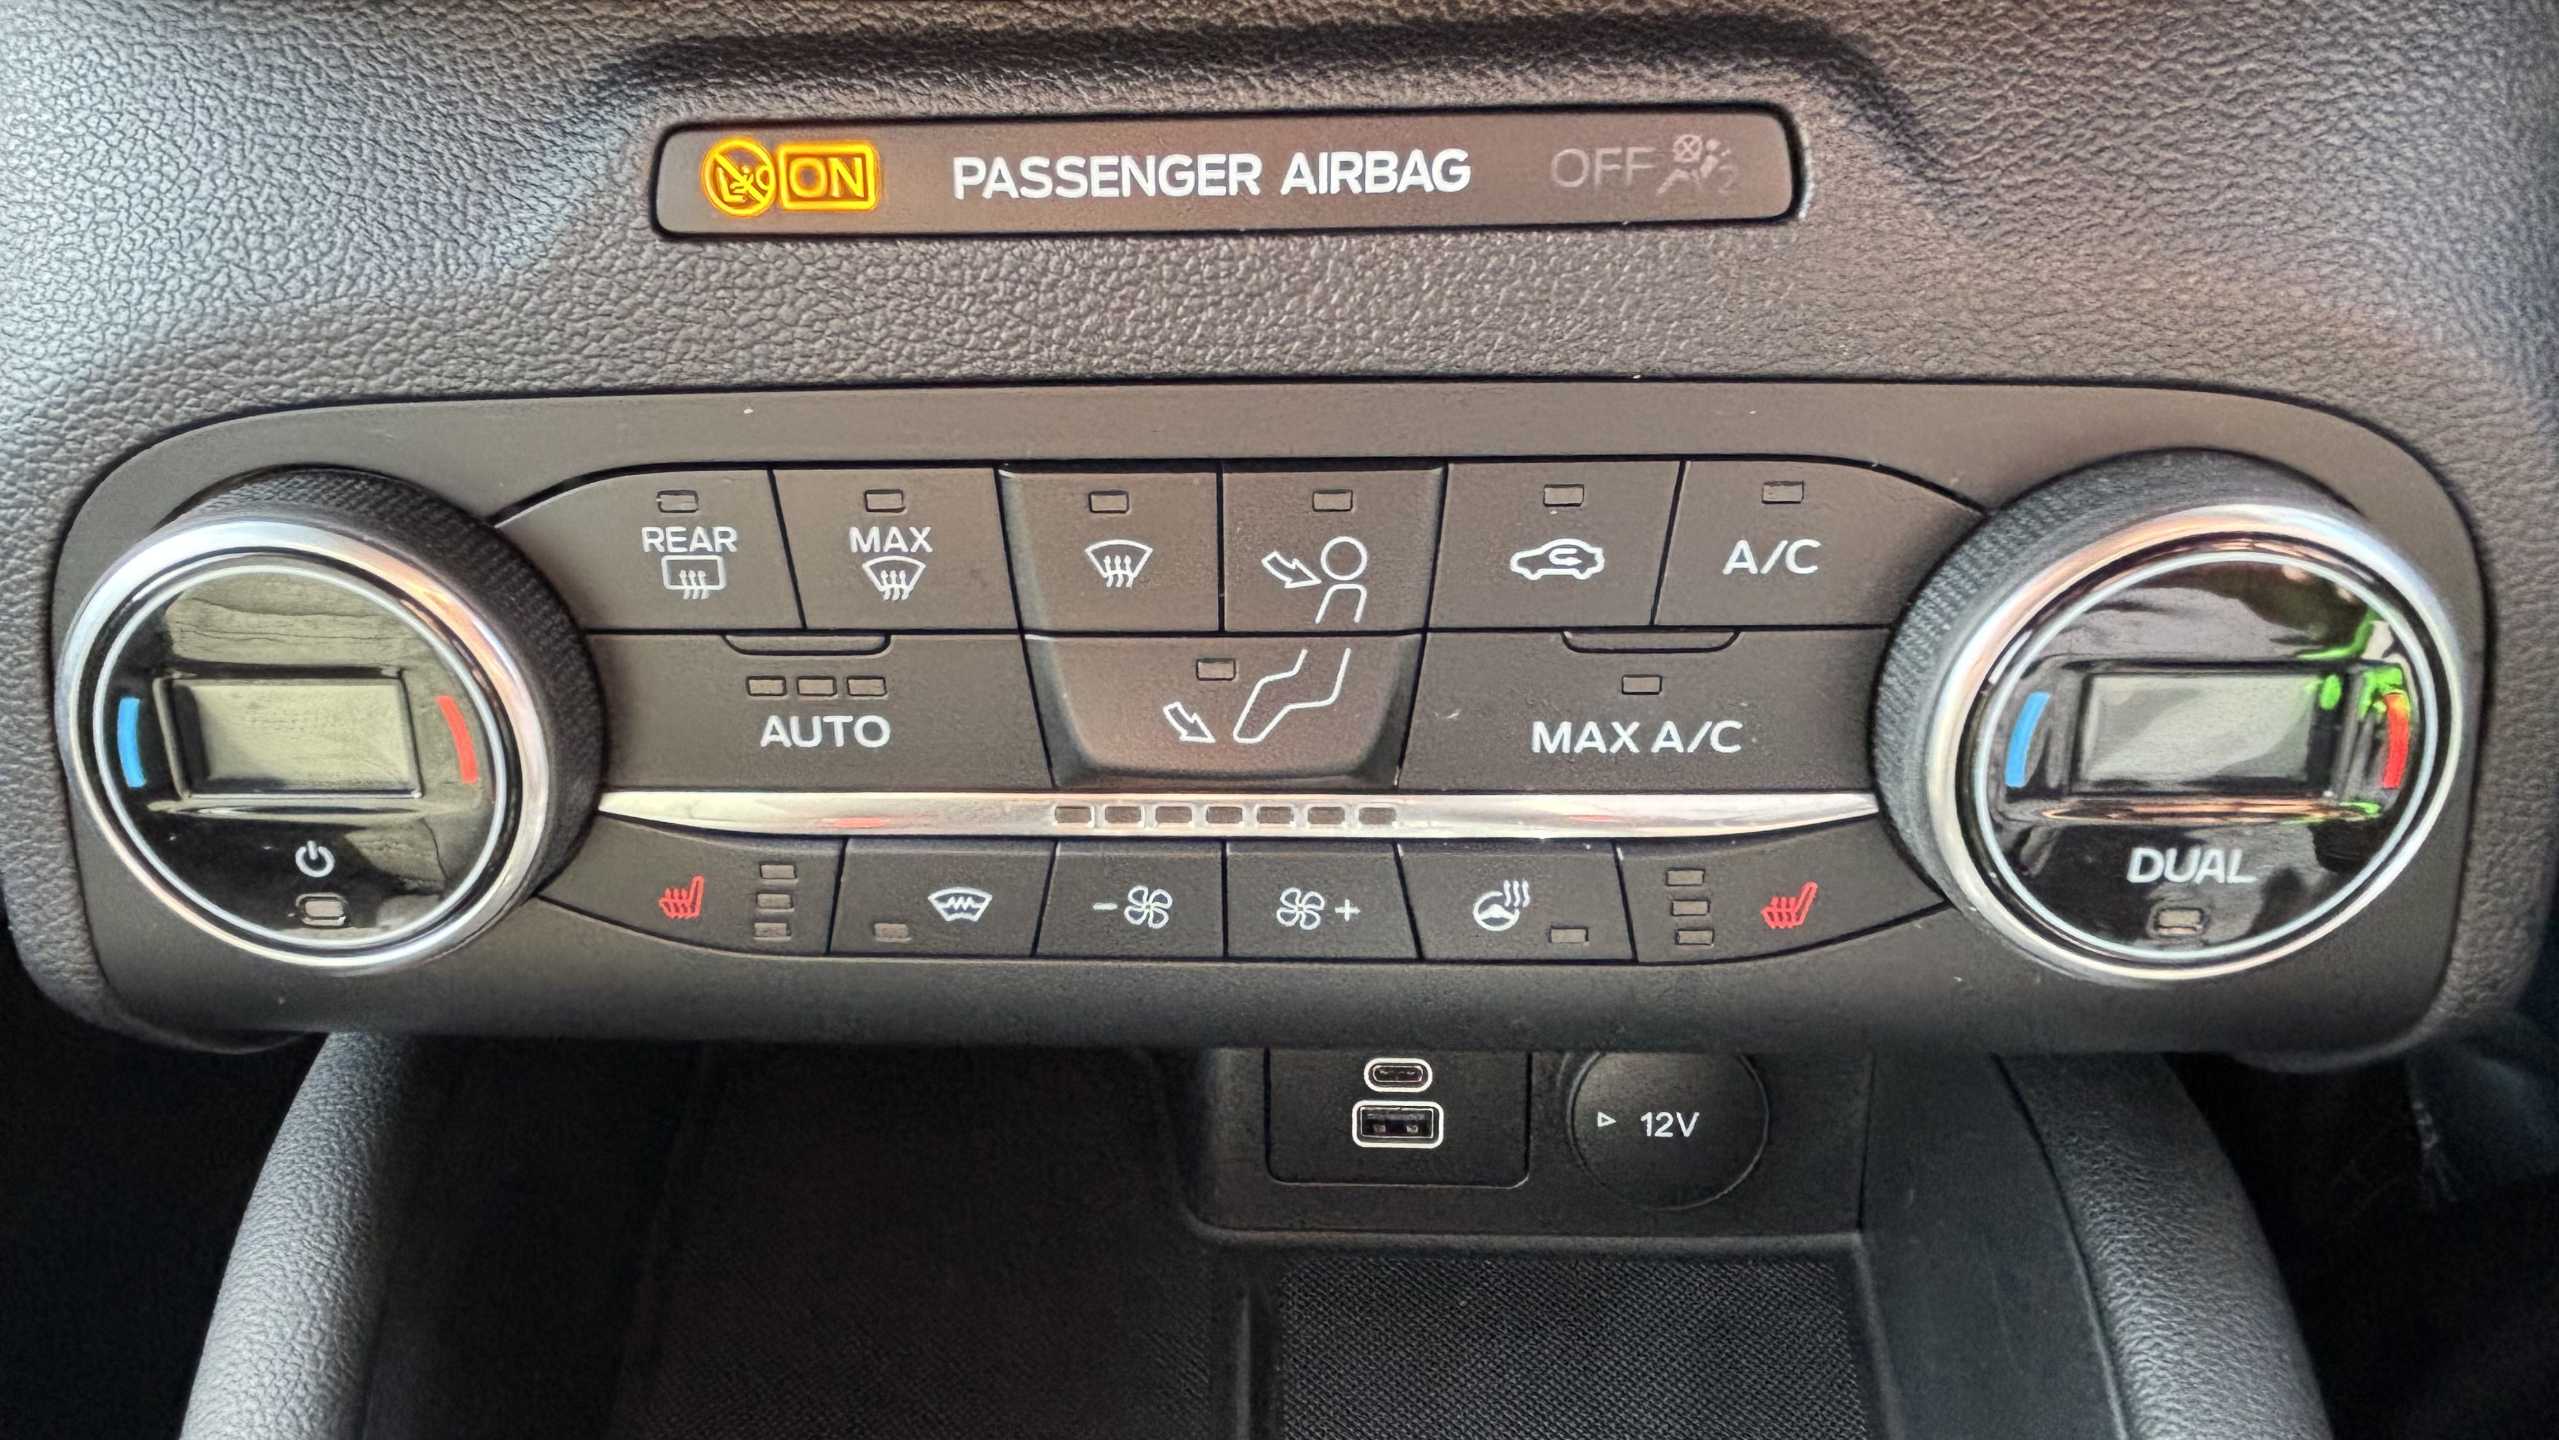 ON PASSENGER AIRBAG OFF
REAR
MAX
A/C
AUTO
MAX A/C
DUAL
- +
12V